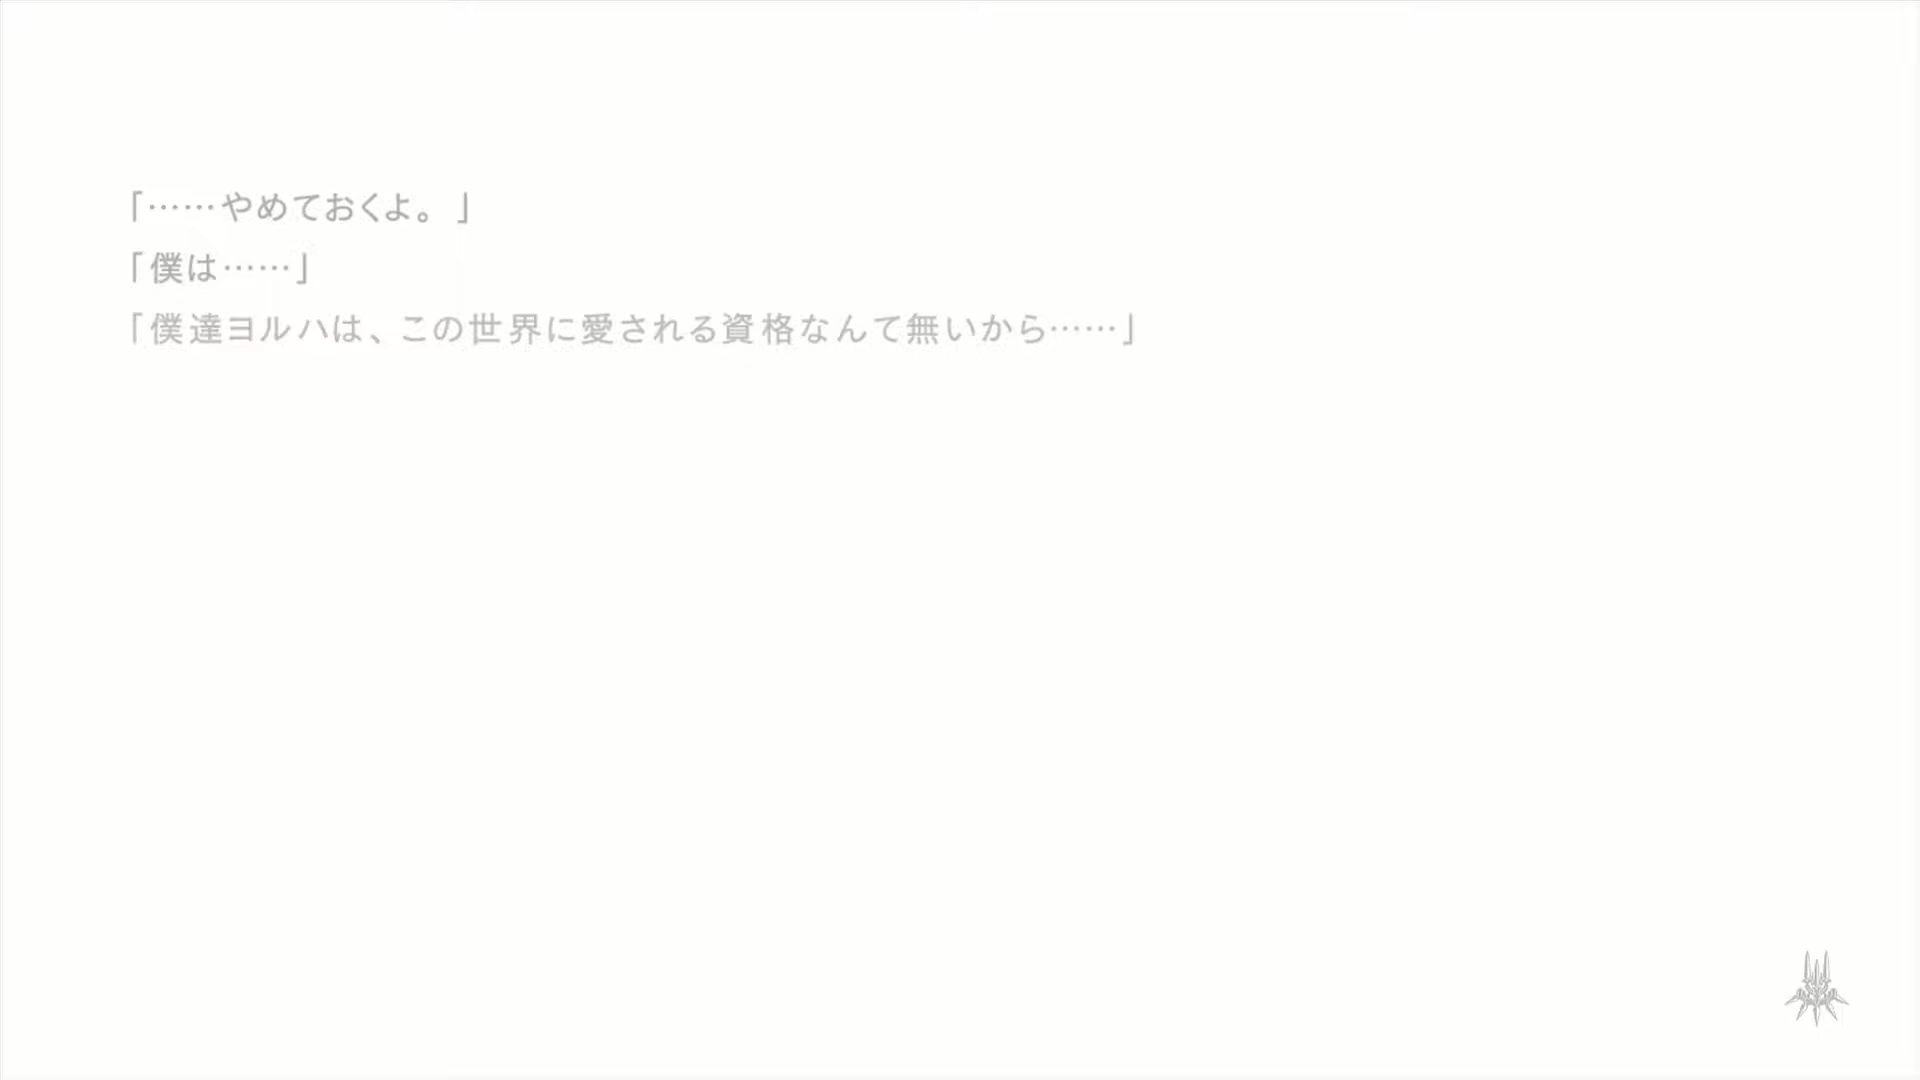 「……やめておくよ。」
「僕は……」
「僕達ヨルハは、この世界に愛される資格なんて無いから……」